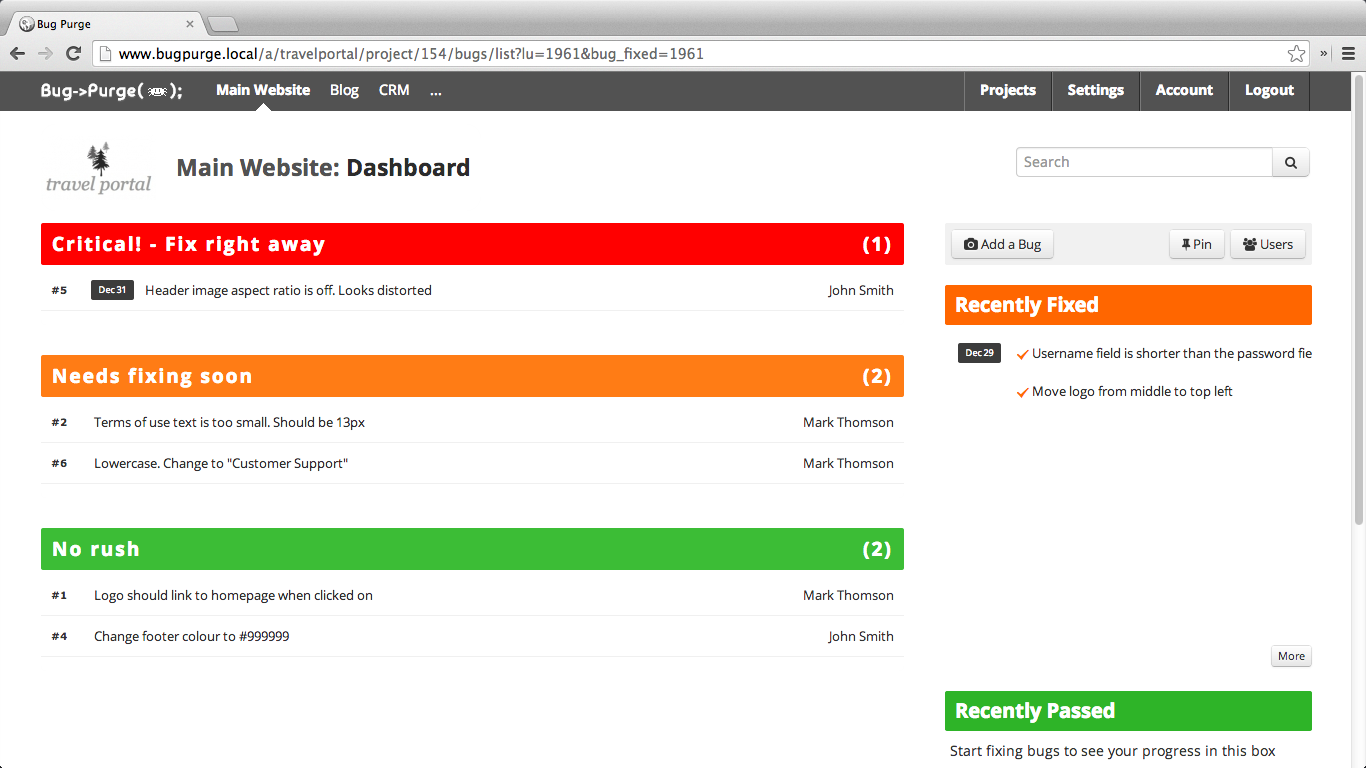 Bug Purge
www.bugpurge.local/a/travelportal/project/154/bugs/list?lu=1961&bug_fixed=1961
Bug->Purge( ); Main Website Blog CRM ... Projects Settings Account Logout
travel portal
Main Website: Dashboard
Search
Critical! - Fix right away (1)
#5 Dec 31 Header image aspect ratio is off. Looks distorted John Smith
Needs fixing soon (2)
#2 Terms of use text is too small. Should be 13px Mark Thomson
#6 Lowercase. Change to "Customer Support" Mark Thomson
No rush (2)
#1 Logo should link to homepage when clicked on Mark Thomson
#4 Change footer colour to #999999 John Smith
Add a Bug Pin Users
Recently Fixed
Dec 29 Username field is shorter than the password fie
Move logo from middle to top left
More
Recently Passed
Start fixing bugs to see your progress in this box